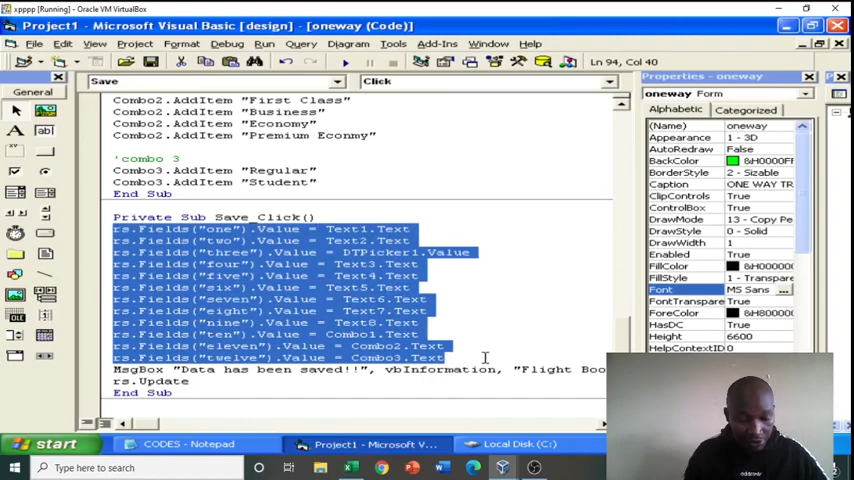 xpppp [Running] - Oracle VM VirtualBox
Project1 - Microsoft Visual Basic [design] - [oneway (Code)]
File Edit View Project Format Debug Run Query Diagram Tools Add-Ins Window Help
Ln 94, Col 40
General
Save
Click
Combo2.AddItem "First Class"
Combo2.AddItem "Business"
Combo2.AddItem "Economy"
Combo2.AddItem "Premium Econmy"
'combo 3
Combo3.AddItem "Regular"
Combo3.AddItem "Student"
End Sub
Private Sub Save_Click()
rs.Fields("one").Value = Text1.Text
rs.Fields("two").Value = Text2.Text
rs.Fields("three").Value = DTPicker1.Value
rs.Fields("four").Value = Text3.Text
rs.Fields("five").Value = Text4.Text
rs.Fields("six").Value = Text5.Text
rs.Fields("seven").Value = Text6.Text
rs.Fields("eight").Value = Text7.Text
rs.Fields("nine").Value = Text8.Text
rs.Fields("ten").Value = Combo1.Text
rs.Fields("eleven").Value = Combo2.Text
rs.Fields("twelve").Value = Combo3.Text
MsgBox "Data has been saved!!", vbInformation, "Flight Boo
rs.Update
End Sub
Properties - oneway
oneway Form
Alphabetic Categorized
(Name) oneway
Appearance 1 - 3D
AutoRedraw False
BackColor &H0000FF
BorderStyle 2 - Sizable
Caption ONE WAY TR
ClipControls True
ControlBox True
DrawMode 13 - Copy Pe
DrawStyle 0 - Solid
DrawWidth 1
Enabled True
FillColor &H000000
FillStyle 1 - Transpare
Font MS Sans ...
FontTransparent True
ForeColor &H800000
HasDC True
Height 6600
HelpContextID 0
start
CODES - Notepad
Project1 - Microsoft V...
Local Disk (C:)
Type here to search